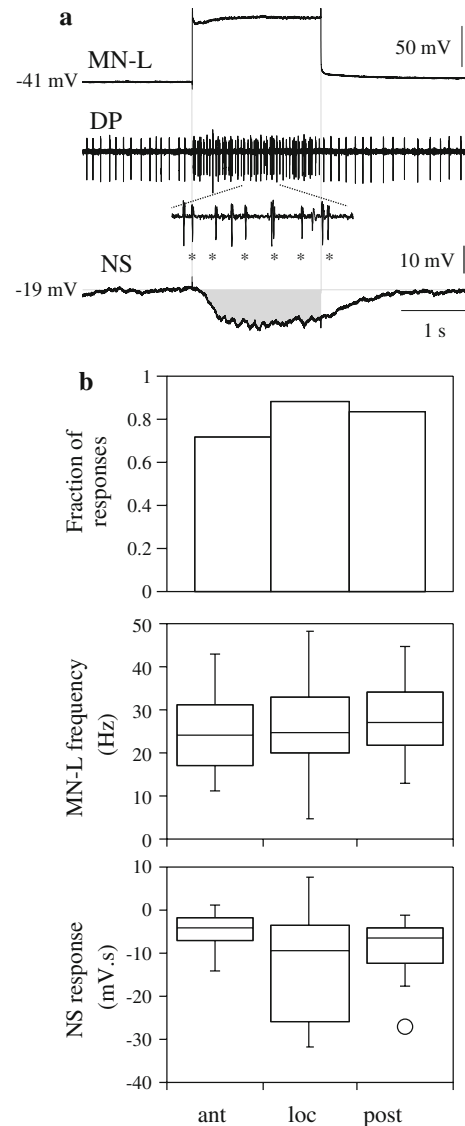 a
50 mV
MN-L
-41 mV
DP
* * * * * * *
NS
10 mV
-19 mV
1 s
b
1
0.8
0.6
0.4
0.2
0
Fraction of
responses
50
40
30
20
10
0
MN-L frequency
(Hz)
10
0
-10
-20
-30
-40
NS response
(mV.s)
ant loc post